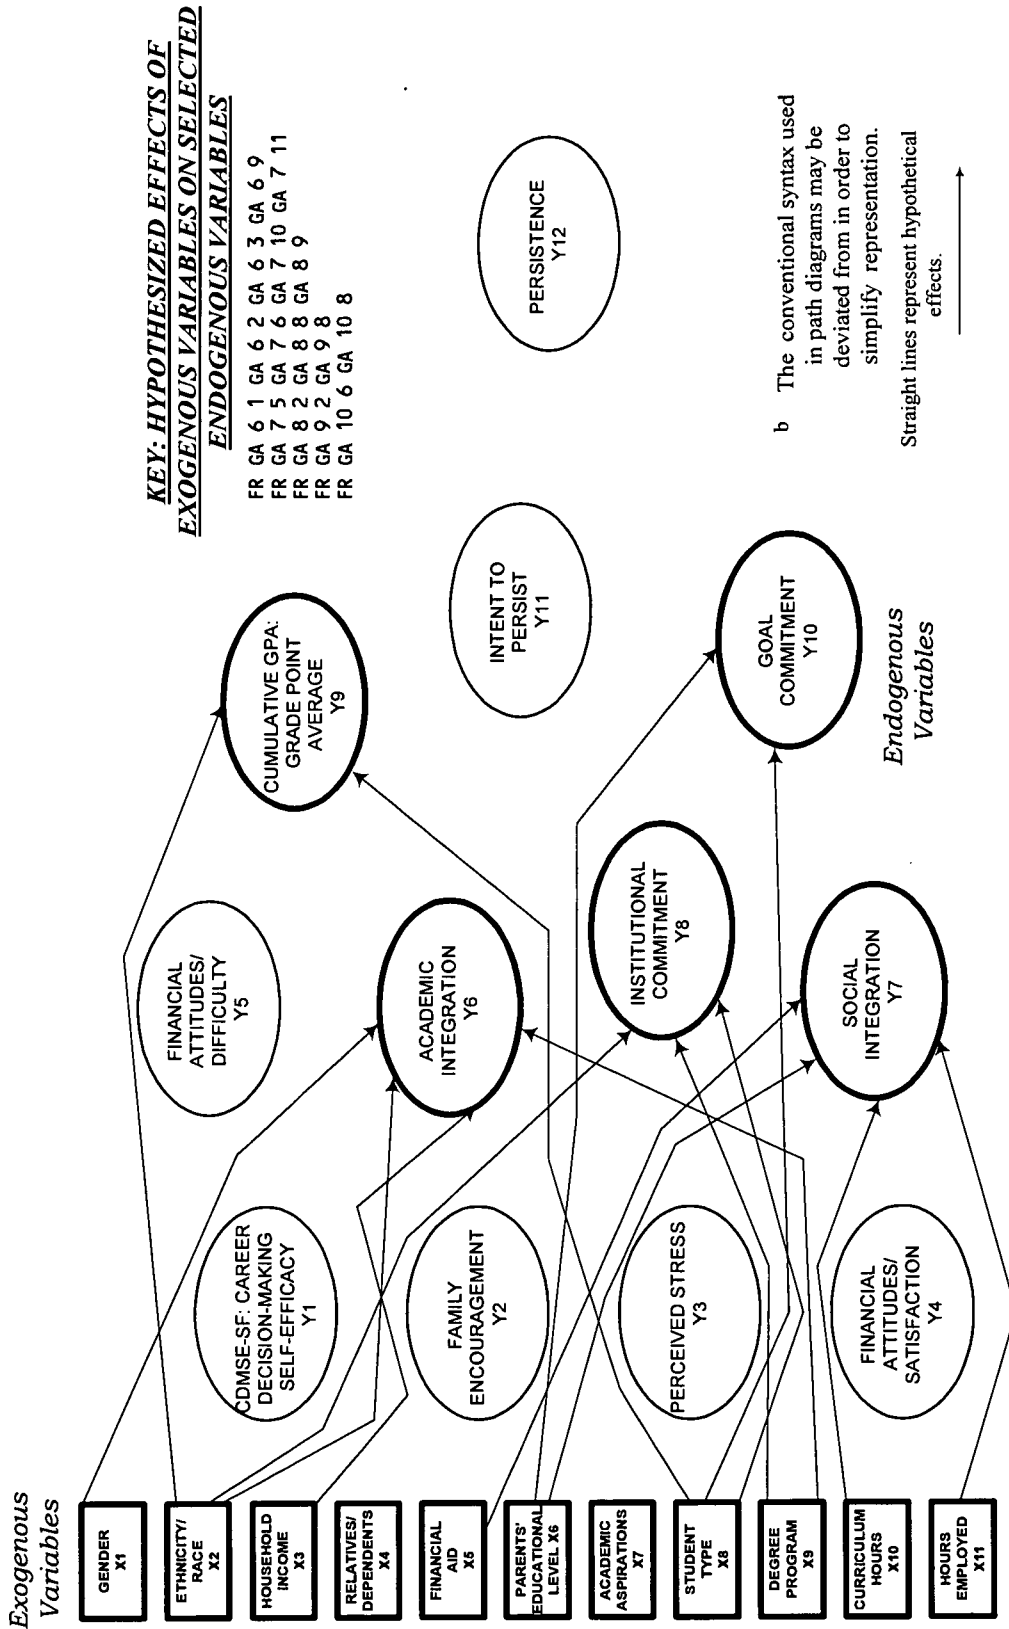 Exogenous
Variables
GENDER
X1
ETHNICITY/
RACE
X2
HOUSEHOLD
INCOME
X3
RELATIVES/
DEPENDENTS
X4
FINANCIAL
AID
X5
PARENTS'
EDUCATIONAL
LEVEL X6
ACADEMIC
ASPIRATIONS
X7
STUDENT
TYPE
X8
DEGREE
PROGRAM
X9
CURRICULUM
HOURS
X10
HOURS
EMPLOYED
X11
CDMSE-SF: CAREER
DECISION-MAKING
SELF-EFFICACY
Y1
FAMILY
ENCOURAGEMENT
Y2
PERCEIVED STRESS
Y3
FINANCIAL
ATTITUDES/
SATISFACTION
Y4
FINANCIAL
ATTITUDES/
DIFFICULTY
Y5
ACADEMIC
INTEGRATION
Y6
INSTITUTIONAL
COMMITMENT
Y8
SOCIAL
INTEGRATION
Y7
CUMULATIVE GPA:
GRADE POINT
AVERAGE
Y9
INTENT TO
PERSIST
Y11
GOAL
COMMITMENT
Y10
Endogenous
Variables
PERSISTENCE
Y12
KEY: HYPOTHESIZED EFFECTS OF
EXOGENOUS VARIABLES ON SELECTED
ENDOGENOUS VARIABLES
FR GA 6 1 GA 6 2 GA 6 3 GA 6 9
FR GA 7 5 GA 7 6 GA 7 10 GA 7 11
FR GA 8 2 GA 8 8 GA 8 9
FR GA 9 2 GA 9 8
FR GA 10 6 GA 10 8
b The conventional syntax used
in path diagrams may be
deviated from in order to
simplify representation.
Straight lines represent hypothetical
effects.